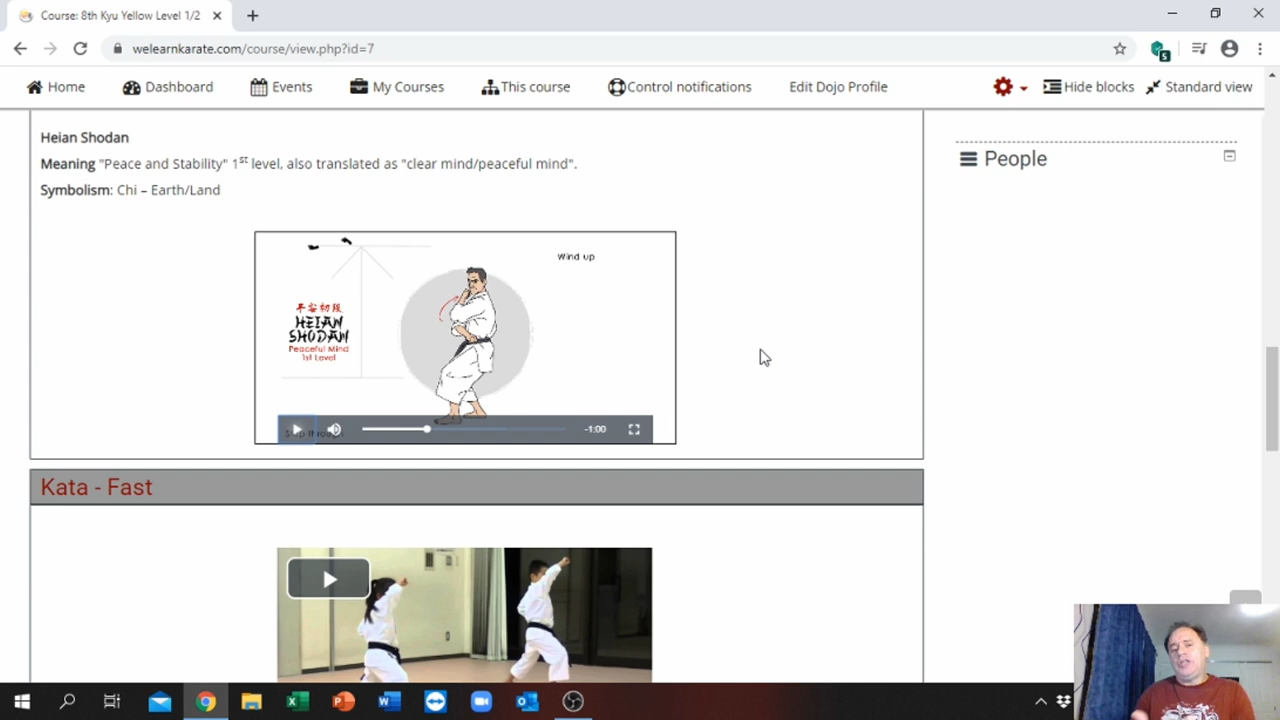 Course: 8th Kyu Yellow Level 1/2
welearnkarate.com/course/view.php?id=7
5
Home
Dashboard
Events
My Courses
This course
Control notifications
Edit Dojo Profile
Hide blocks
Standard view
Heian Shodan
Meaning "Peace and Stability" 1st level, also translated as "clear mind/peaceful mind".
Symbolism: Chi – Earth/Land
People
Wind up
平安初段
HEIAN
SHODAN
Peaceful Mind
1st Level
-1:00
Kata - Fast